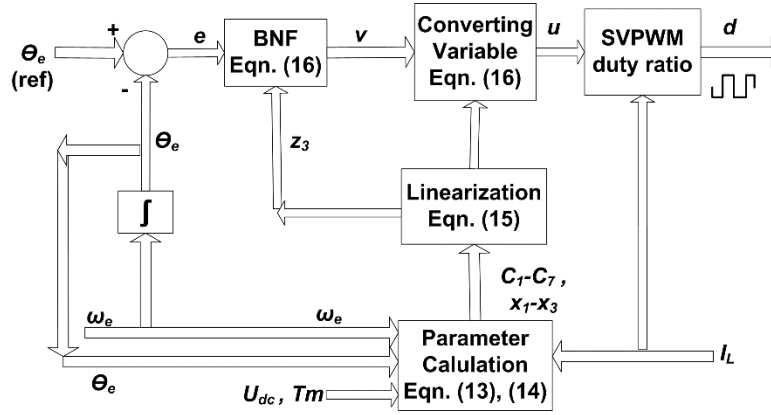 +
Θe
(ref)
-
e
BNF
Eqn. (16)
v
Converting
Variable
Eqn. (16)
u
SVPWM
duty ratio
d
Θe
z3
∫
Linearization
Eqn. (15)
C1-C7 ,
x1-x3
ωe
ωe
Θe
Udc , Tm
Parameter
Calulation
Eqn. (13), (14)
IL